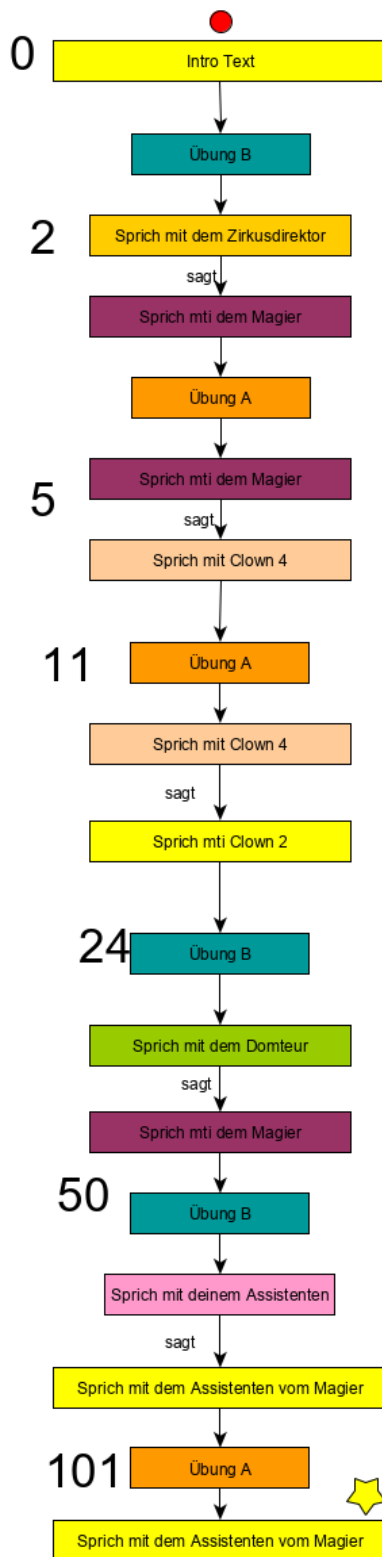 0
Intro Text
Übung B
2
Sprich mit dem Zirkusdirektor
sagt
Sprich mti dem Magier
Übung A
5
Sprich mti dem Magier
sagt
Sprich mit Clown 4
11
Übung A
Sprich mit Clown 4
sagt
Sprich mti Clown 2
24
Übung B
Sprich mit dem Domteur
sagt
Sprich mti dem Magier
50
Übung B
Sprich mit deinem Assistenten
sagt
Sprich mit dem Assistenten vom Magier
101
Übung A
Sprich mit dem Assistenten vom Magier